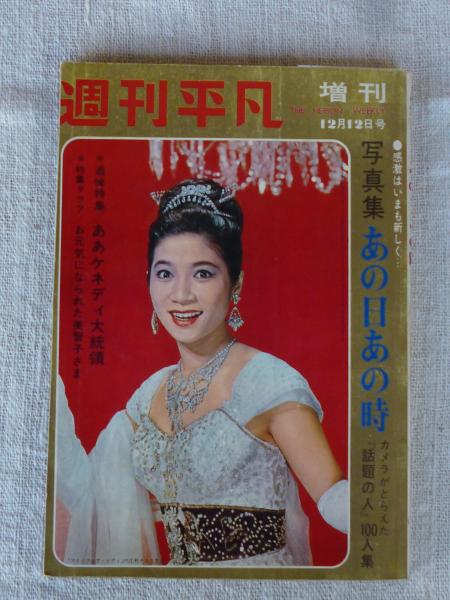 週刊平凡
増刊
THE HEIBON WEEKLY
12月12日号
●感激はいまも新しく…
写真集 あの日あの時
カメラがとらえた
「話題の人」100人集
＊追悼特集 ああケネディ大統領
＊特集グラフ お元気になられた美智子さま